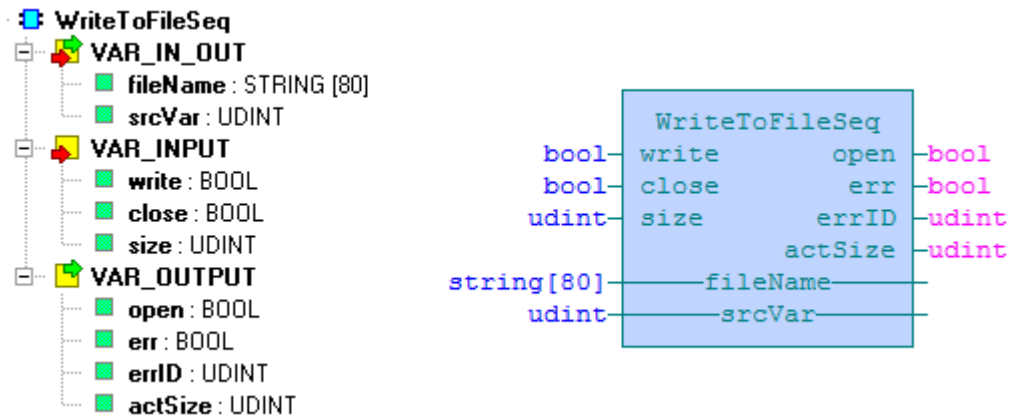 WriteToFileSeq
VAR_IN_OUT
fileName : STRING [80]
srcVar : UDINT
VAR_INPUT
write : BOOL
close : BOOL
size : UDINT
VAR_OUTPUT
open : BOOL
err : BOOL
errID : UDINT
actSize : UDINT
WriteToFileSeq
bool write open bool
bool close err bool
udint size errID udint
actSize udint
string[80] fileName
udint srcVar